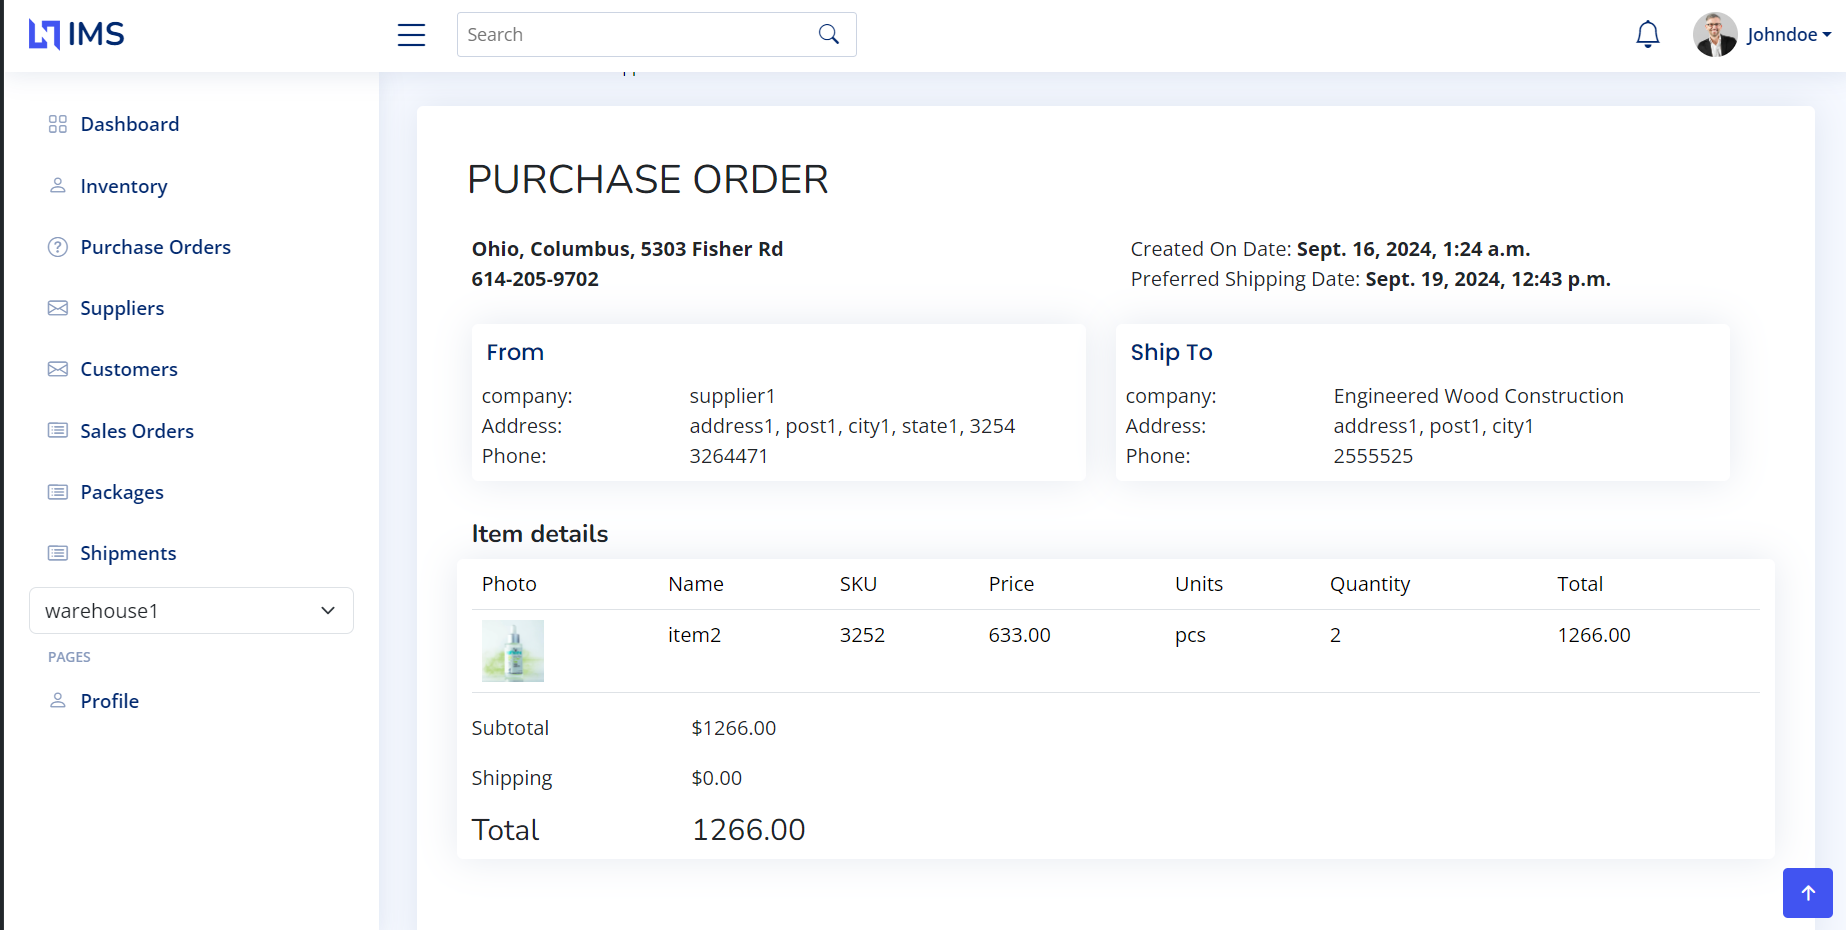 IMS
Search
Johndoe
Dashboard
Inventory
Purchase Orders
Suppliers
Customers
Sales Orders
Packages
Shipments
warehouse1
PAGES
Profile
PURCHASE ORDER
Ohio, Columbus, 5303 Fisher Rd
614-205-9702
Created On Date: Sept. 16, 2024, 1:24 a.m.
Preferred Shipping Date: Sept. 19, 2024, 12:43 p.m.
From
company: supplier1
Address: address1, post1, city1, state1, 3254
Phone: 3264471
Ship To
company: Engineered Wood Construction
Address: address1, post1, city1
Phone: 2555525
Item details
Photo Name SKU Price Units Quantity Total
item2 3252 633.00 pcs 2 1266.00
Subtotal $1266.00
Shipping $0.00
Total 1266.00